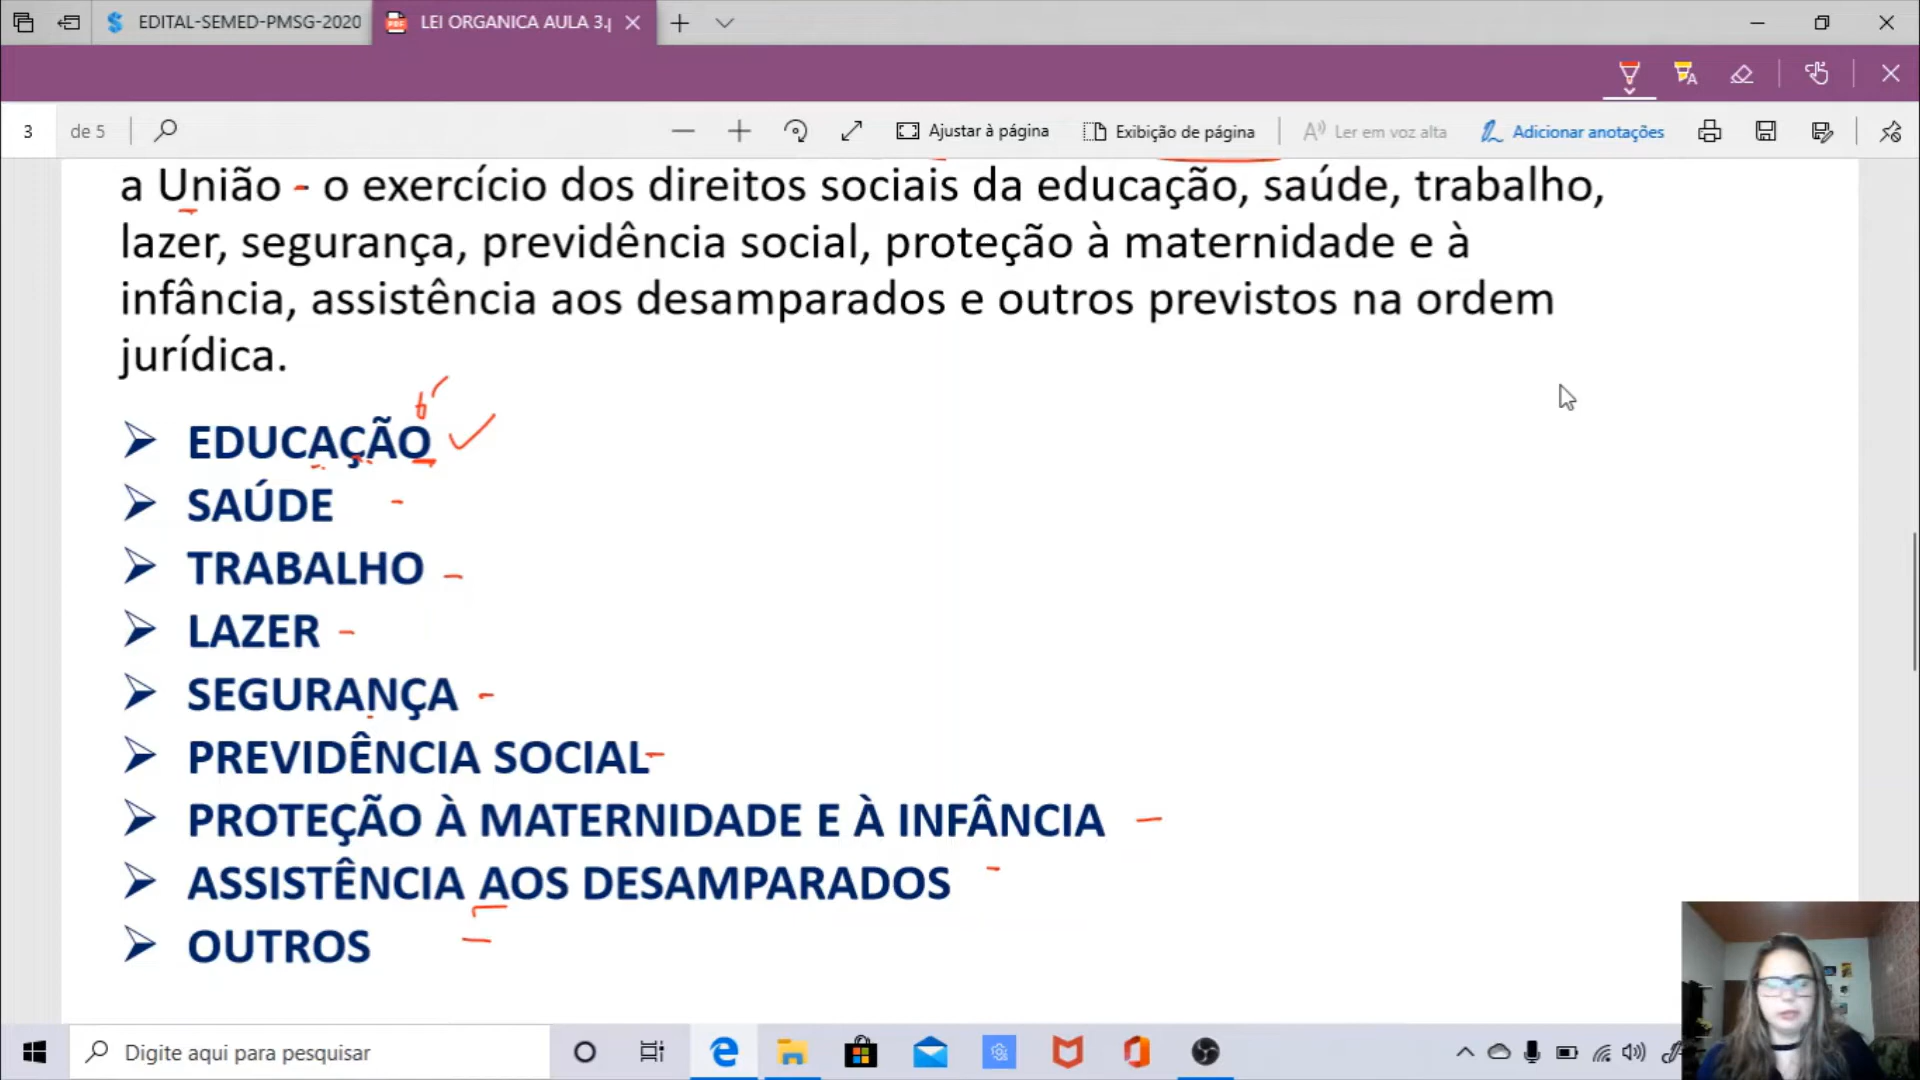 EDITAL-SEMED-PMSG-2020
LEI ORGANICA AULA 3.p
3 de 5
Ajustar à página
Exibição de página
Ler em voz alta
Adicionar anotações
a União - o exercício dos direitos sociais da educação, saúde, trabalho,
lazer, segurança, previdência social, proteção à maternidade e à
infância, assistência aos desamparados e outros previstos na ordem
jurídica.
EDUCAÇÃO
SAÚDE
TRABALHO
LAZER
SEGURANÇA
PREVIDÊNCIA SOCIAL
PROTEÇÃO À MATERNIDADE E À INFÂNCIA
ASSISTÊNCIA AOS DESAMPARADOS
OUTROS
Digite aqui para pesquisar